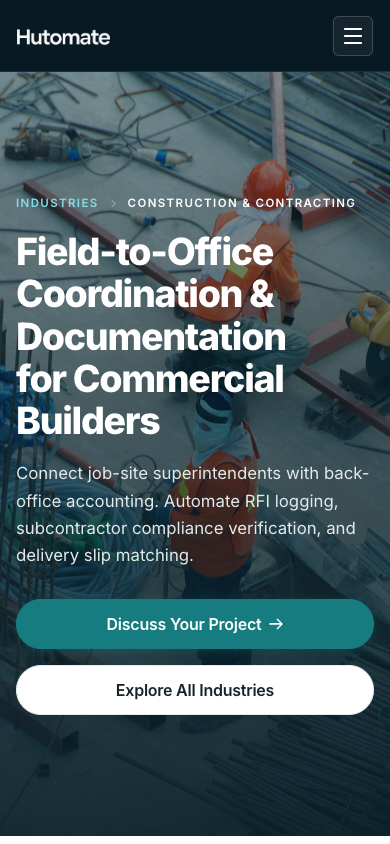 Hutomate
INDUSTRIES > CONSTRUCTION & CONTRACTING
Field-to-Office
Coordination &
Documentation
for Commercial
Builders
Connect job-site superintendents with back-
office accounting. Automate RFI logging,
subcontractor compliance verification, and
delivery slip matching.
Discuss Your Project →
Explore All Industries